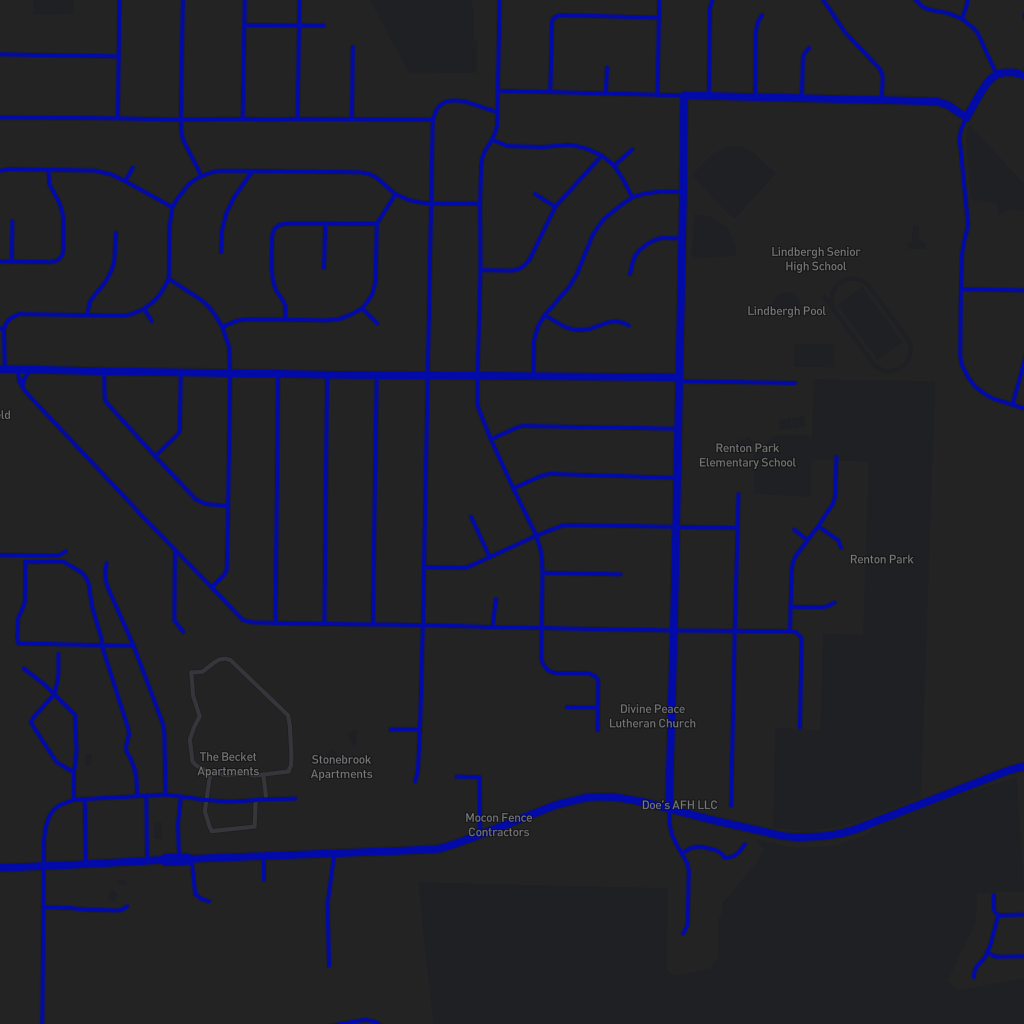 Lindbergh Senior
High School
Lindbergh Pool
ld
Renton Park
Elementary School
Renton Park
Divine Peace
Lutheran Church
The Becket
Apartments
Stonebrook
Apartments
Doe's AFH LLC
Mocon Fence
Contractors